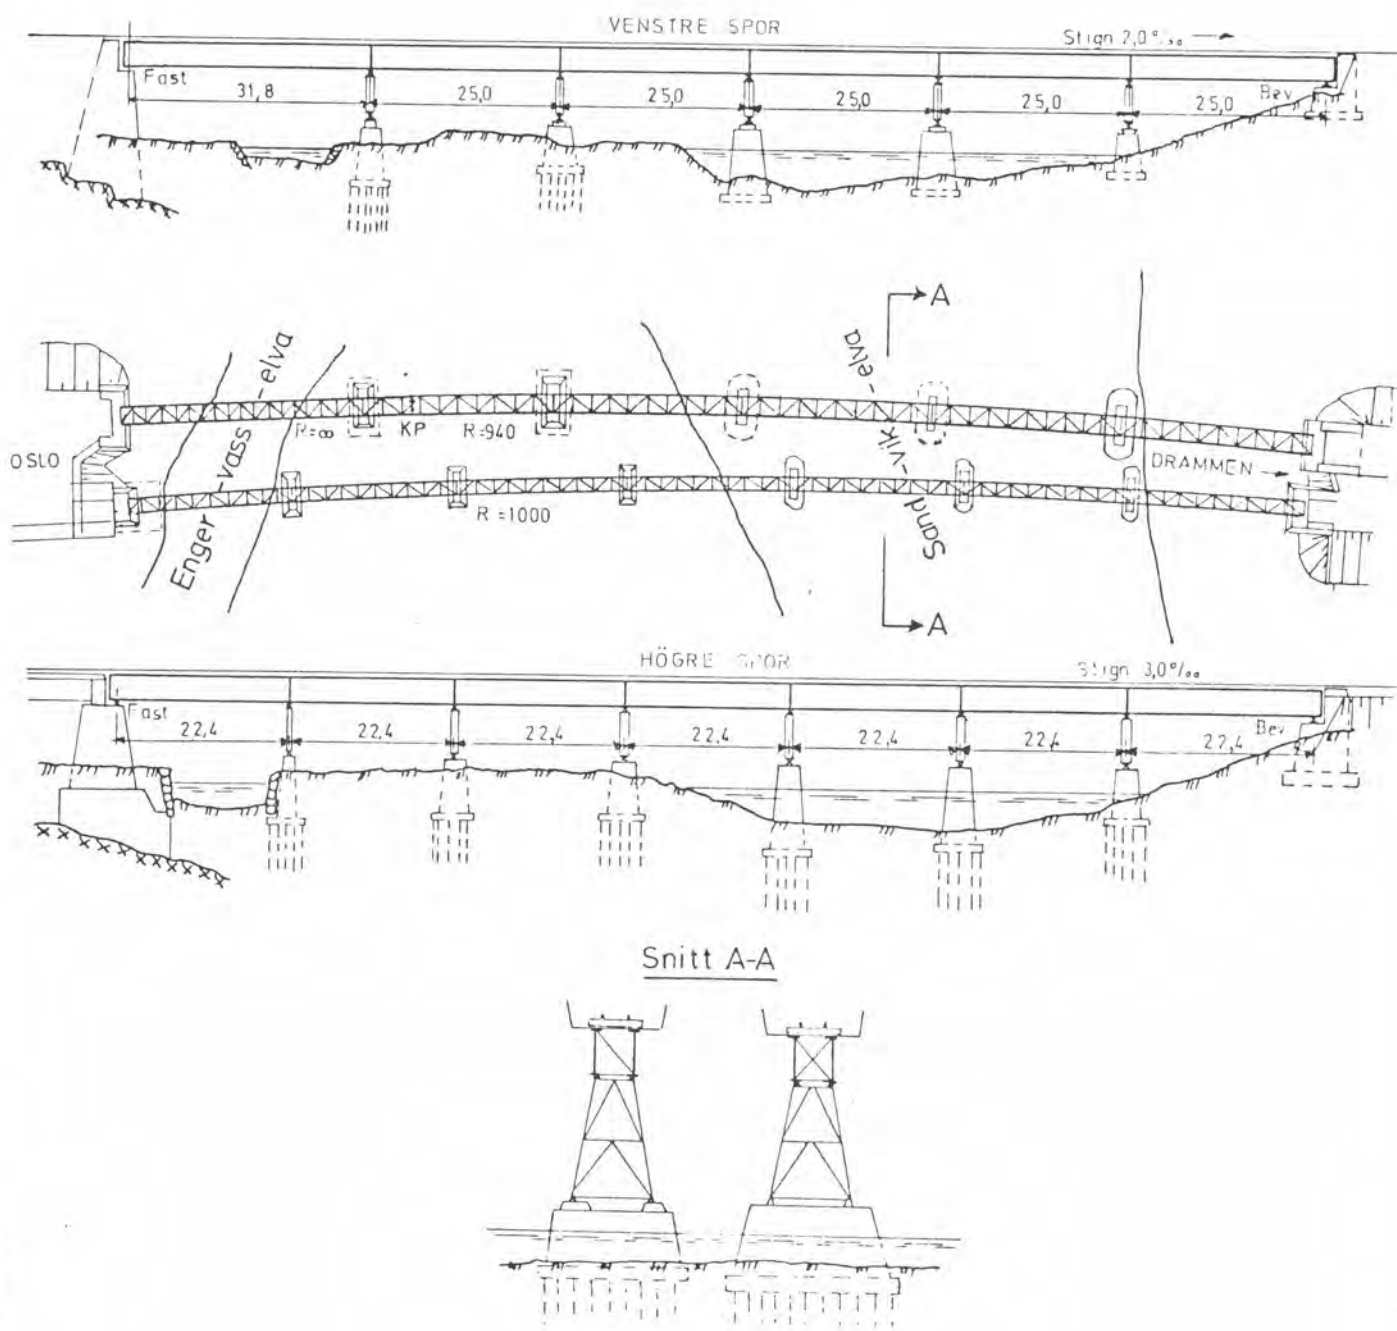 VENSTRE SPOR
Stign 2,0‰ →
Fast
Bev
31,8 25,0 25,0 25,0 25,0 25,0
A
Enger-vass-elva
Sand-vik-elva
R=∞ KP R=940
OSLO
DRAMMEN →
R=1000
A
HÖGRE SPOR
Stign 3,0‰
Fast
Bev
22,4 22,4 22,4 22,4 22,4 22,4 22,4
Snitt A-A